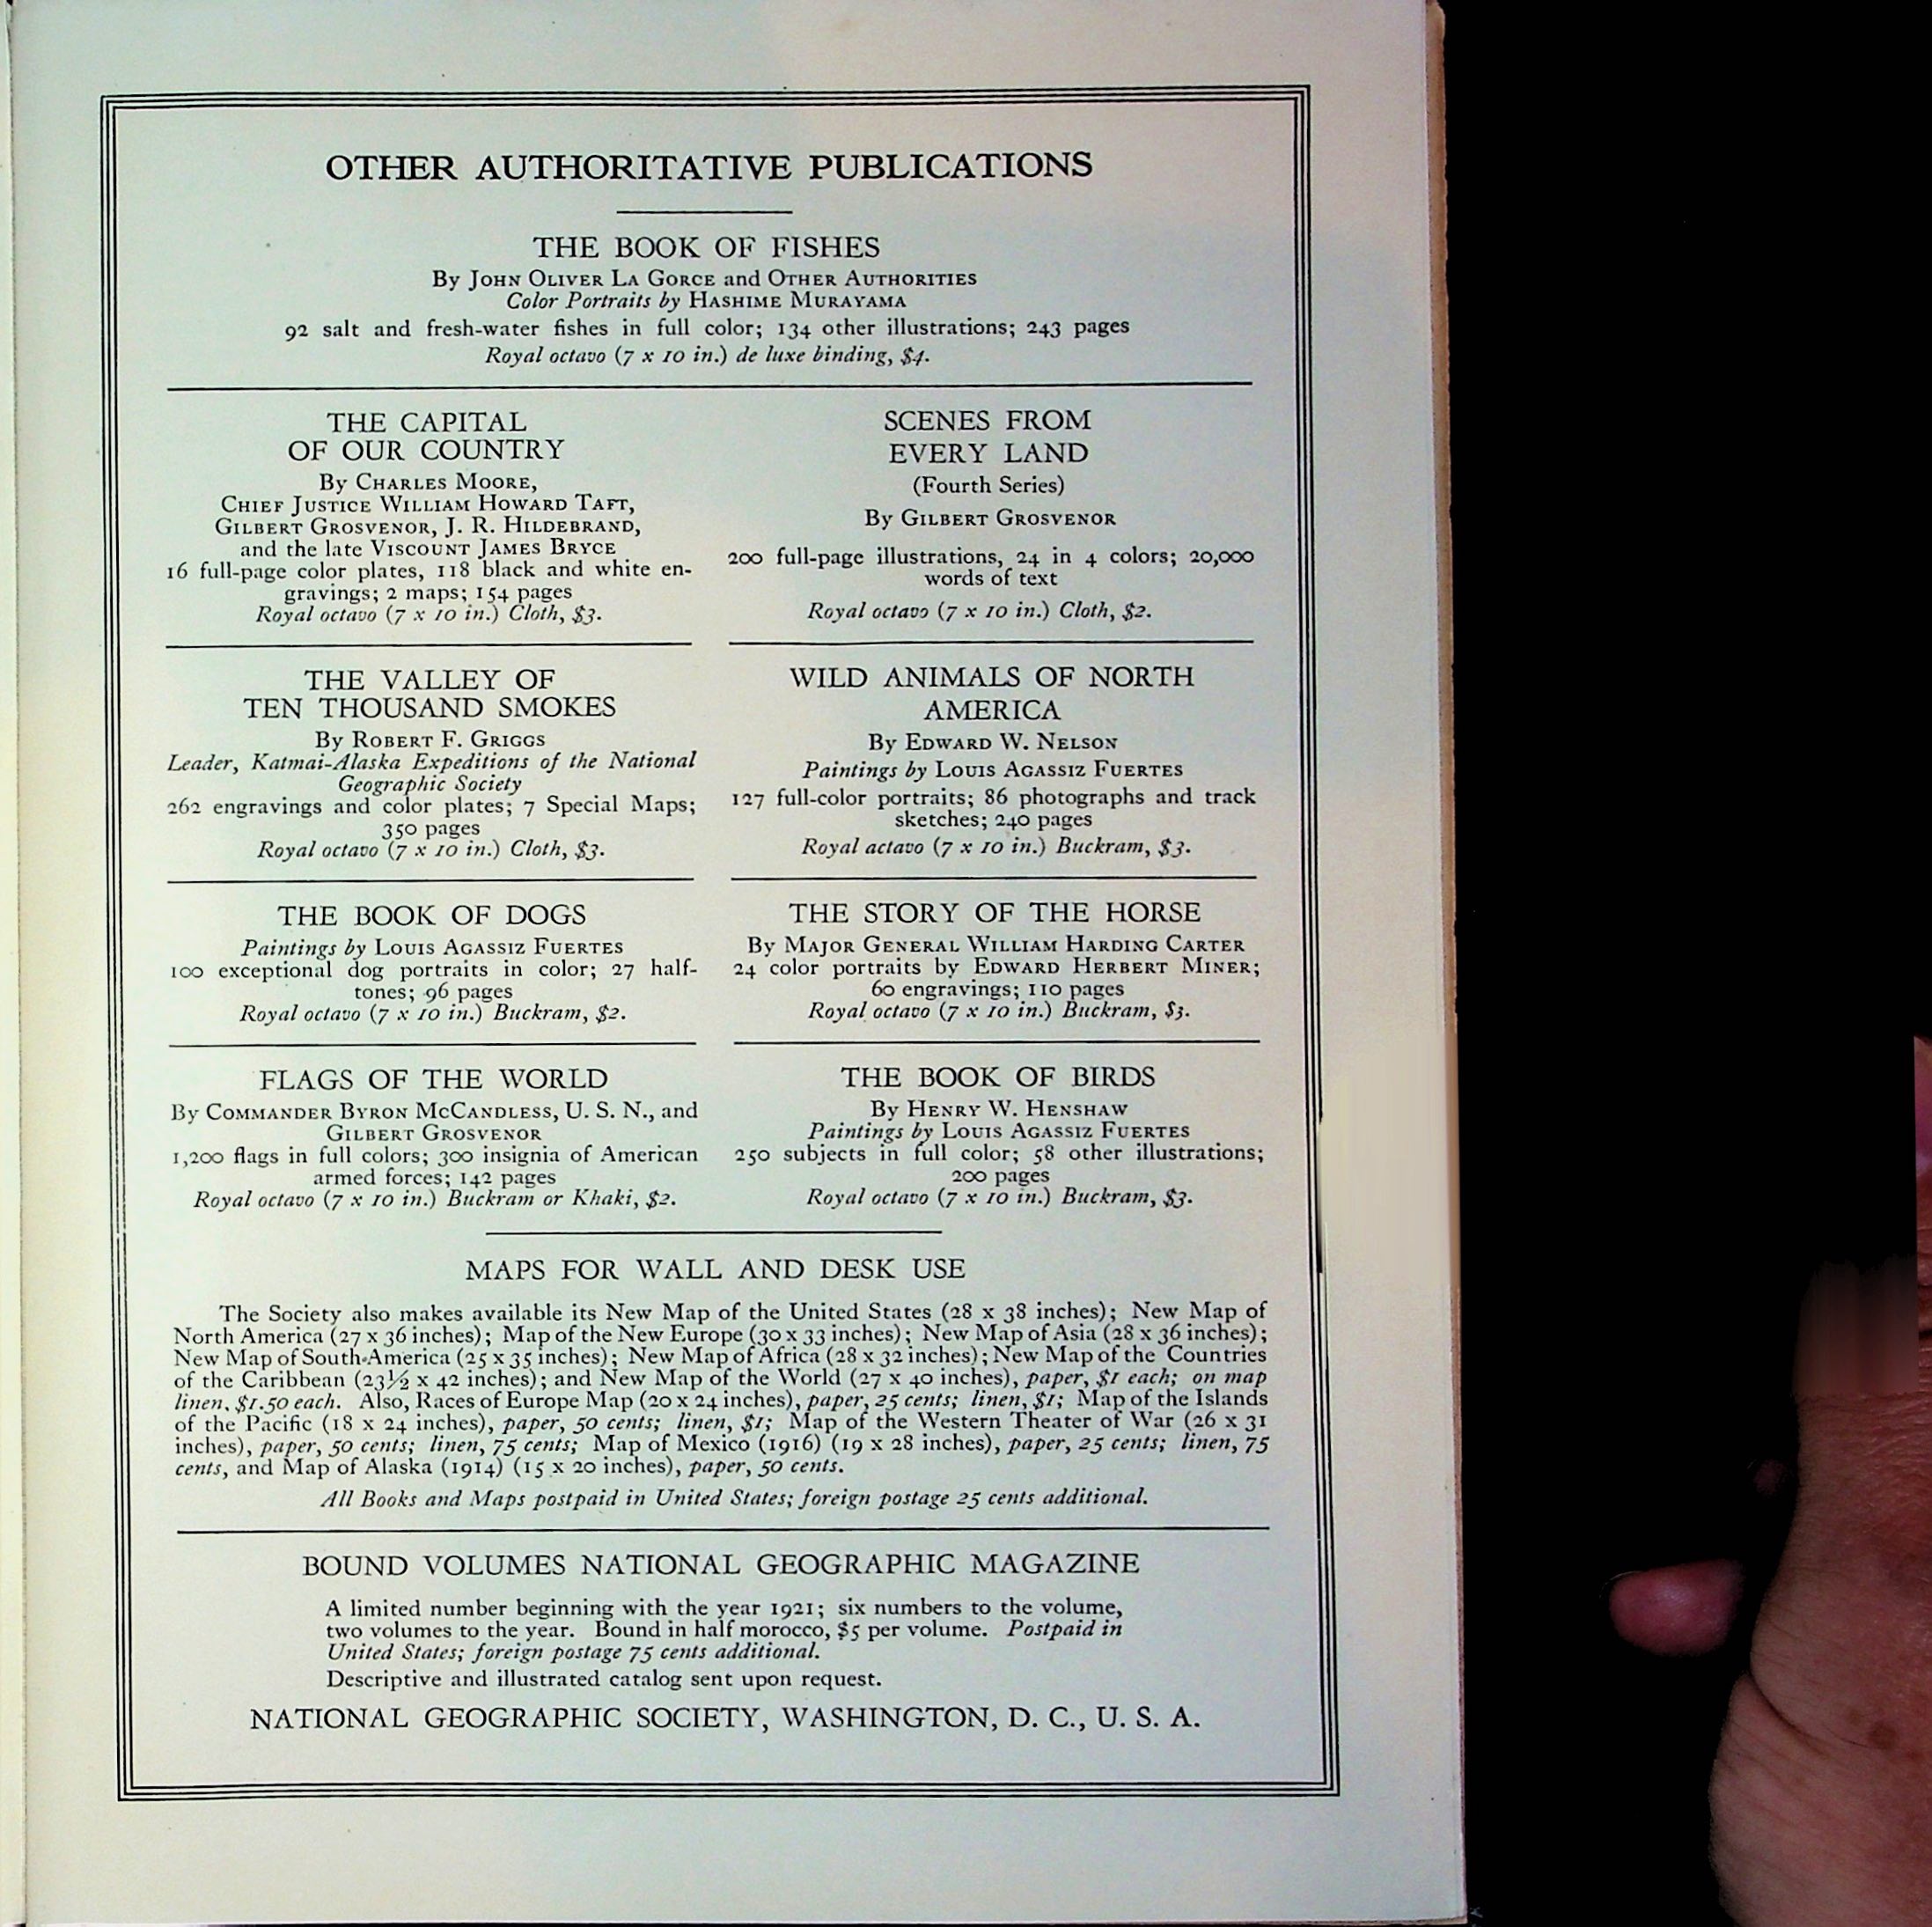 OTHER AUTHORITATIVE PUBLICATIONS
THE BOOK OF FISHES
By JOHN OLIVER LA GORCE and OTHER AUTHORITIES
Color Portraits by HASHIME MURAYAMA
92 salt and fresh-water fishes in full color; 134 other illustrations; 243 pages
Royal octavo (7 x 10 in.) de luxe binding, $4.
THE CAPITAL
OF OUR COUNTRY
By CHARLES MOORE,
CHIEF JUSTICE WILLIAM HOWARD TAFT,
GILBERT GROSVENOR, J. R. HILDEBRAND,
and the late VISCOUNT JAMES BRYCE
16 full-page color plates, 118 black and white en-
gravings; 2 maps; 154 pages
Royal octavo (7 x 10 in.) Cloth, $3.
SCENES FROM
EVERY LAND
(Fourth Series)
By GILBERT GROSVENOR
200 full-page illustrations, 24 in 4 colors; 20,000
words of text
Royal octavo (7 x 10 in.) Cloth, $2.
THE VALLEY OF
TEN THOUSAND SMOKES
By ROBERT F. GRIGGS
Leader, Katmai-Alaska Expeditions of the National
Geographic Society
262 engravings and color plates; 7 Special Maps;
350 pages
Royal octavo (7 x 10 in.) Cloth, $3.
WILD ANIMALS OF NORTH
AMERICA
By EDWARD W. NELSON
Paintings by LOUIS AGASSIZ FUERTES
127 full-color portraits; 86 photographs and track
sketches; 240 pages
Royal actavo (7 x 10 in.) Buckram, $3.
THE BOOK OF DOGS
Paintings by LOUIS AGASSIZ FUERTES
100 exceptional dog portraits in color; 27 half-
tones; 96 pages
Royal octavo (7 x 10 in.) Buckram, $2.
THE STORY OF THE HORSE
By MAJOR GENERAL WILLIAM HARDING CARTER
24 color portraits by EDWARD HERBERT MINER;
60 engravings; 110 pages
Royal octavo (7 x 10 in.) Buckram, $3.
FLAGS OF THE WORLD
By COMMANDER BYRON MCCANDLESS, U. S. N., and
GILBERT GROSVENOR
1,200 flags in full colors; 300 insignia of American
armed forces; 142 pages
Royal octavo (7 x 10 in.) Buckram or Khaki, $2.
THE BOOK OF BIRDS
By HENRY W. HENSHAW
Paintings by LOUIS AGASSIZ FUERTES
250 subjects in full color; 58 other illustrations;
200 pages
Royal octavo (7 x 10 in.) Buckram, $3.
MAPS FOR WALL AND DESK USE
The Society also makes available its New Map of the United States (28 x 38 inches); New Map of
North America (27 x 36 inches); Map of the New Europe (30 x 33 inches); New Map of Asia (28 x 36 inches);
New Map of South America (25 x 35 inches); New Map of Africa (28 x 32 inches); New Map of the Countries
of the Caribbean (23½ x 42 inches); and New Map of the World (27 x 40 inches), paper, $1 each; on map
linen, $1.50 each. Also, Races of Europe Map (20 x 24 inches), paper, 25 cents; linen, $1; Map of the Islands
of the Pacific (18 x 24 inches), paper, 50 cents; linen, $1; Map of the Western Theater of War (26 x 31
inches), paper, 50 cents; linen, 75 cents; Map of Mexico (1916) (19 x 28 inches), paper, 25 cents; linen, 75
cents, and Map of Alaska (1914) (15 x 20 inches), paper, 50 cents.
All Books and Maps postpaid in United States; foreign postage 25 cents additional.
BOUND VOLUMES NATIONAL GEOGRAPHIC MAGAZINE
A limited number beginning with the year 1921; six numbers to the volume,
two volumes to the year. Bound in half morocco, $5 per volume. Postpaid in
United States; foreign postage 75 cents additional.
Descriptive and illustrated catalog sent upon request.
NATIONAL GEOGRAPHIC SOCIETY, WASHINGTON, D. C., U. S. A.